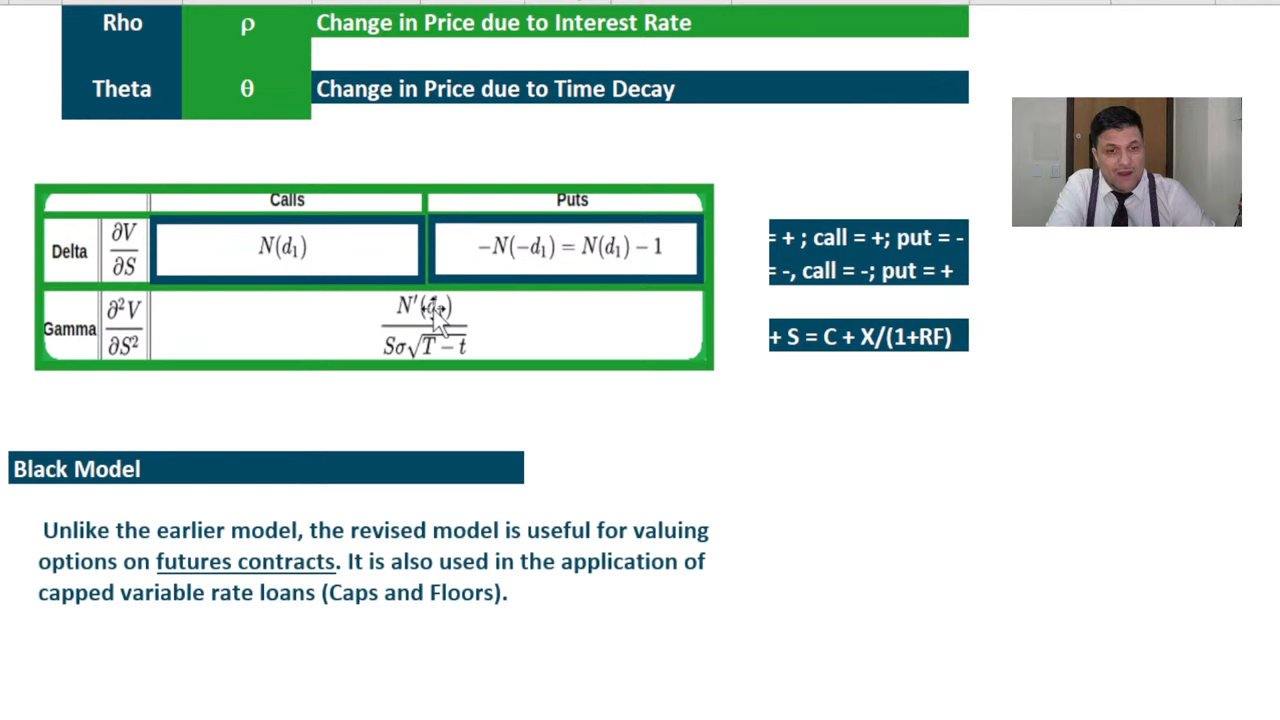 Rho ρ Change in Price due to Interest Rate
Theta θ Change in Price due to Time Decay
Calls Puts
Delta ∂V/∂S N(d₁) −N(−d₁) = N(d₁) − 1
= + ; call = +; put = -
= -, call = -; put = +
Gamma ∂²V/∂S² N′(d₁)/Sσ√T − t
+ S = C + X/(1+RF)
Black Model
Unlike the earlier model, the revised model is useful for valuing
options on futures contracts. It is also used in the application of
capped variable rate loans (Caps and Floors).